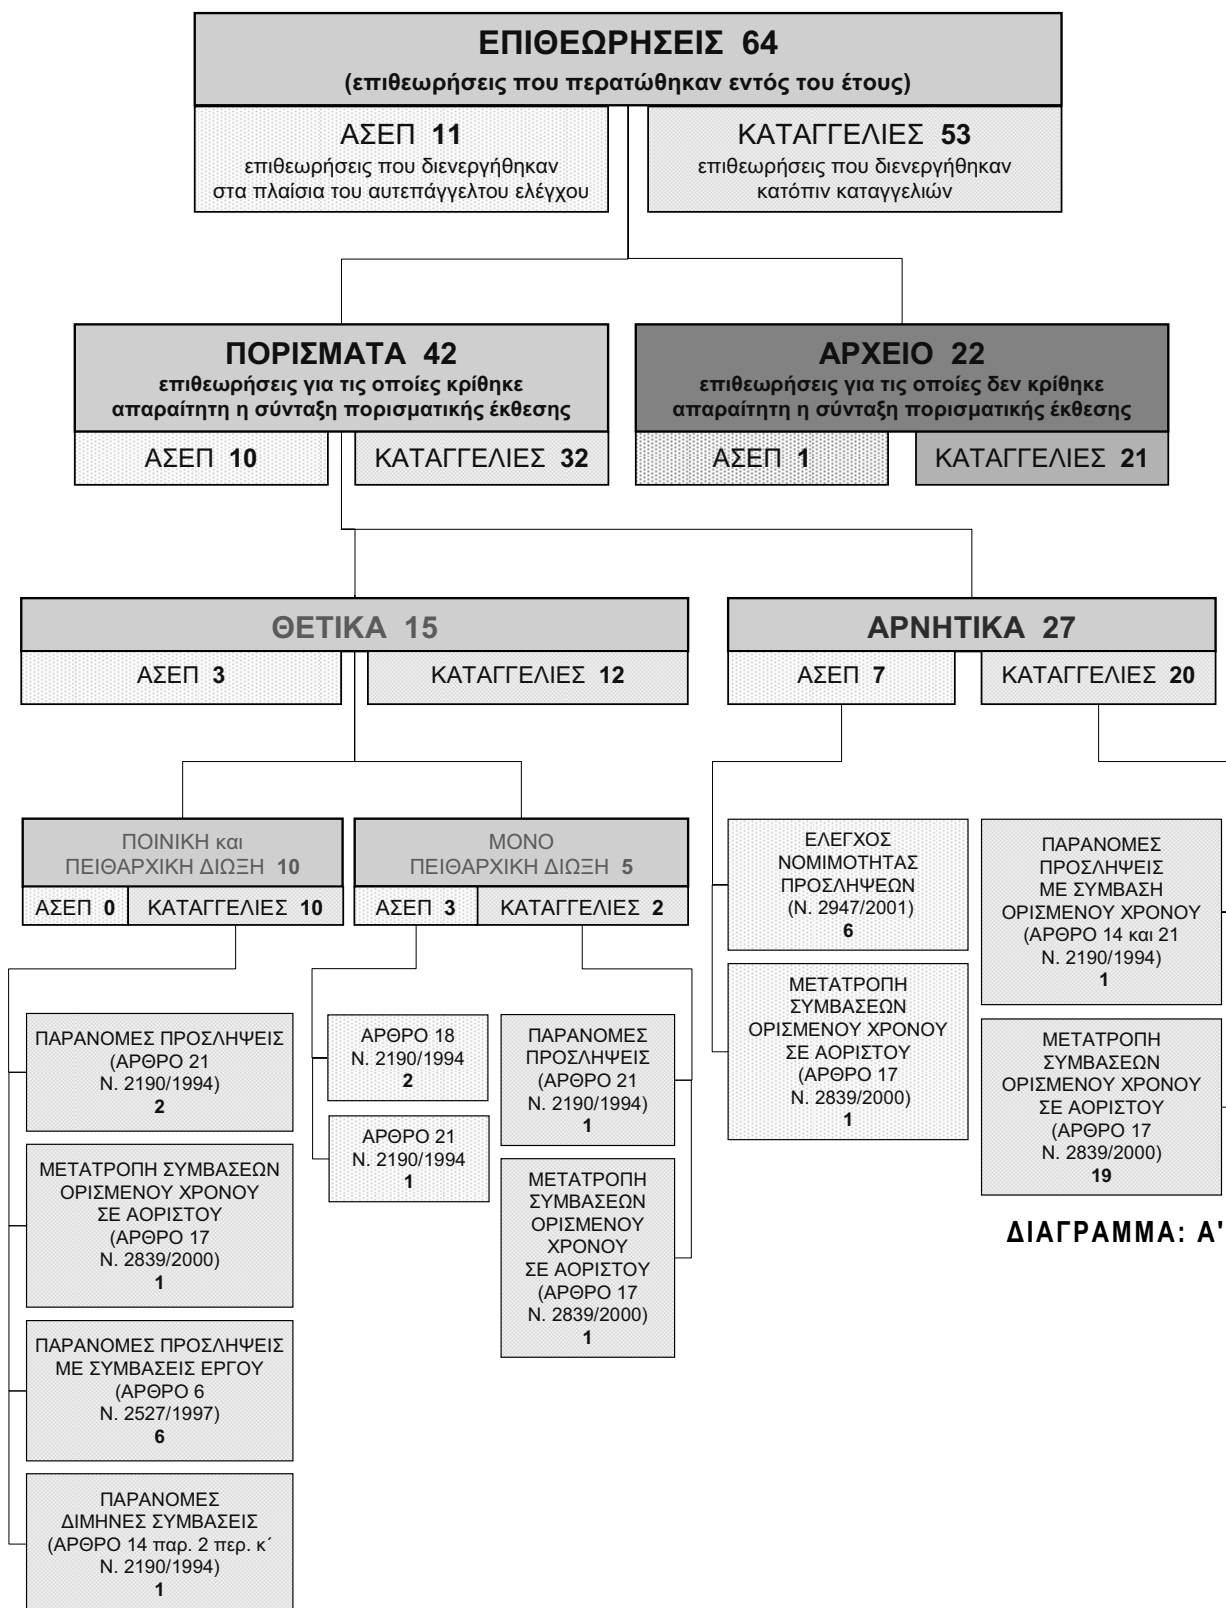 ΕΠΙΘΕΩΡΗΣΕΙΣ 64
(επιθεωρήσεις που περατώθηκαν εντός του έτους)
ΑΣΕΠ 11
επιθεωρήσεις που διενεργήθηκαν
στα πλαίσια του αυτεπάγγελτου ελέγχου
ΚΑΤΑΓΓΕΛΙΕΣ 53
επιθεωρήσεις που διενεργήθηκαν
κατόπιν καταγγελιών
ΠΟΡΙΣΜΑΤΑ 42
επιθεωρήσεις για τις οποίες κρίθηκε
απαραίτητη η σύνταξη πορισματικής έκθεσης
ΑΣΕΠ 10
ΚΑΤΑΓΓΕΛΙΕΣ 32
ΑΡΧΕΙΟ 22
επιθεωρήσεις για τις οποίες δεν κρίθηκε
απαραίτητη η σύνταξη πορισματικής έκθεσης
ΑΣΕΠ 1
ΚΑΤΑΓΓΕΛΙΕΣ 21
ΘΕΤΙΚΑ 15
ΑΣΕΠ 3
ΚΑΤΑΓΓΕΛΙΕΣ 12
ΑΡΝΗΤΙΚΑ 27
ΑΣΕΠ 7
ΚΑΤΑΓΓΕΛΙΕΣ 20
ΠΟΙΝΙΚΗ και
ΠΕΙΘΑΡΧΙΚΗ ΔΙΩΞΗ 10
ΑΣΕΠ 0
ΚΑΤΑΓΓΕΛΙΕΣ 10
ΜΟΝΟ
ΠΕΙΘΑΡΧΙΚΗ ΔΙΩΞΗ 5
ΑΣΕΠ 3
ΚΑΤΑΓΓΕΛΙΕΣ 2
ΕΛΕΓΧΟΣ
ΝΟΜΙΜΟΤΗΤΑΣ
ΠΡΟΣΛΗΨΕΩΝ
(Ν. 2947/2001)
6
ΜΕΤΑΤΡΟΠΗ
ΣΥΜΒΑΣΕΩΝ
ΟΡΙΣΜΕΝΟΥ ΧΡΟΝΟΥ
ΣΕ ΑΟΡΙΣΤΟΥ
(ΑΡΘΡΟ 17
Ν. 2839/2000)
1
ΠΑΡΑΝΟΜΕΣ
ΠΡΟΣΛΗΨΕΙΣ
ΜΕ ΣΥΜΒΑΣΗ
ΟΡΙΣΜΕΝΟΥ ΧΡΟΝΟΥ
(ΑΡΘΡΟ 14 και 21
Ν. 2190/1994)
1
ΜΕΤΑΤΡΟΠΗ
ΣΥΜΒΑΣΕΩΝ
ΟΡΙΣΜΕΝΟΥ ΧΡΟΝΟΥ
ΣΕ ΑΟΡΙΣΤΟΥ
(ΑΡΘΡΟ 17
Ν. 2839/2000)
19
ΠΑΡΑΝΟΜΕΣ ΠΡΟΣΛΗΨΕΙΣ
(ΑΡΘΡΟ 21
Ν. 2190/1994)
2
ΜΕΤΑΤΡΟΠΗ ΣΥΜΒΑΣΕΩΝ
ΟΡΙΣΜΕΝΟΥ ΧΡΟΝΟΥ
ΣΕ ΑΟΡΙΣΤΟΥ
(ΑΡΘΡΟ 17
Ν. 2839/2000)
1
ΠΑΡΑΝΟΜΕΣ ΠΡΟΣΛΗΨΕΙΣ
ΜΕ ΣΥΜΒΑΣΕΙΣ ΕΡΓΟΥ
(ΑΡΘΡΟ 6
Ν. 2527/1997)
6
ΠΑΡΑΝΟΜΕΣ
ΔΙΜΗΝΕΣ ΣΥΜΒΑΣΕΙΣ
(ΑΡΘΡΟ 14 παρ. 2 περ. κ΄
Ν. 2190/1994)
1
ΑΡΘΡΟ 18
Ν. 2190/1994
2
ΑΡΘΡΟ 21
Ν. 2190/1994
1
ΠΑΡΑΝΟΜΕΣ
ΠΡΟΣΛΗΨΕΙΣ
(ΑΡΘΡΟ 21
Ν. 2190/1994)
1
ΜΕΤΑΤΡΟΠΗ
ΣΥΜΒΑΣΕΩΝ
ΟΡΙΣΜΕΝΟΥ
ΧΡΟΝΟΥ
ΣΕ ΑΟΡΙΣΤΟΥ
(ΑΡΘΡΟ 17
Ν. 2839/2000)
1
ΔΙΑΓΡΑΜΜΑ: Α'